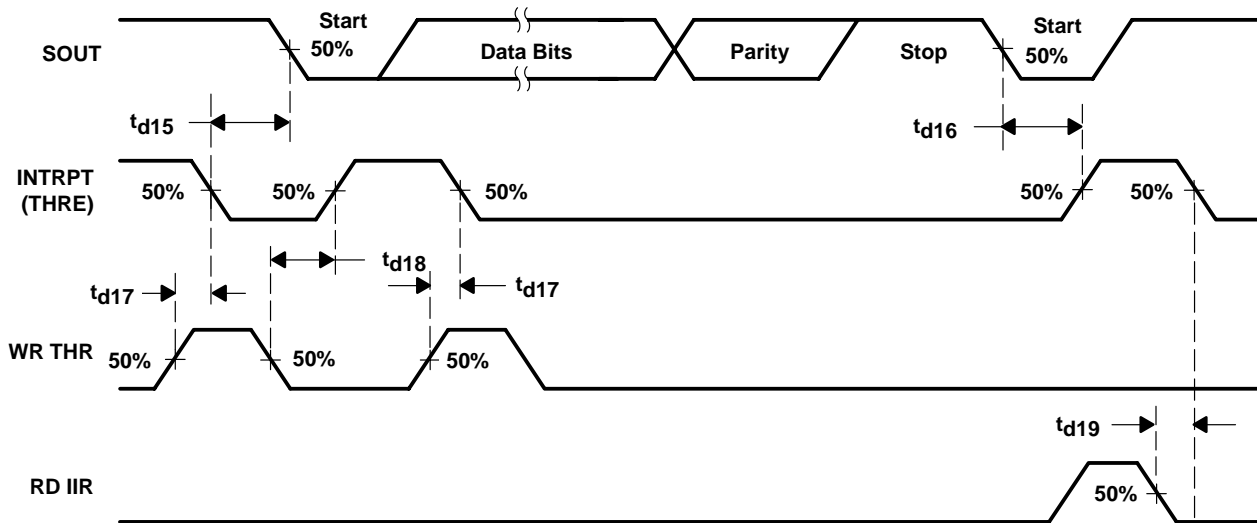 Start
Start
SOUT
50%
Data Bits
Parity
Stop
50%
td15
td16
INTRPT
(THRE)
50%
50%
50%
50%
50%
td18
td17
td17
WR THR
50%
50%
50%
td19
RD IIR
50%